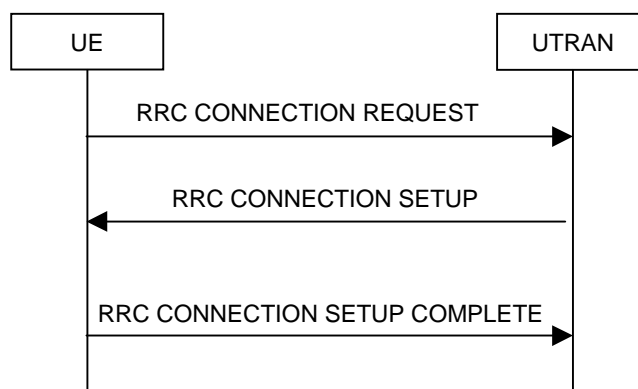 UE
UTRAN
RRC CONNECTION REQUEST
RRC CONNECTION SETUP
RRC CONNECTION SETUP COMPLETE